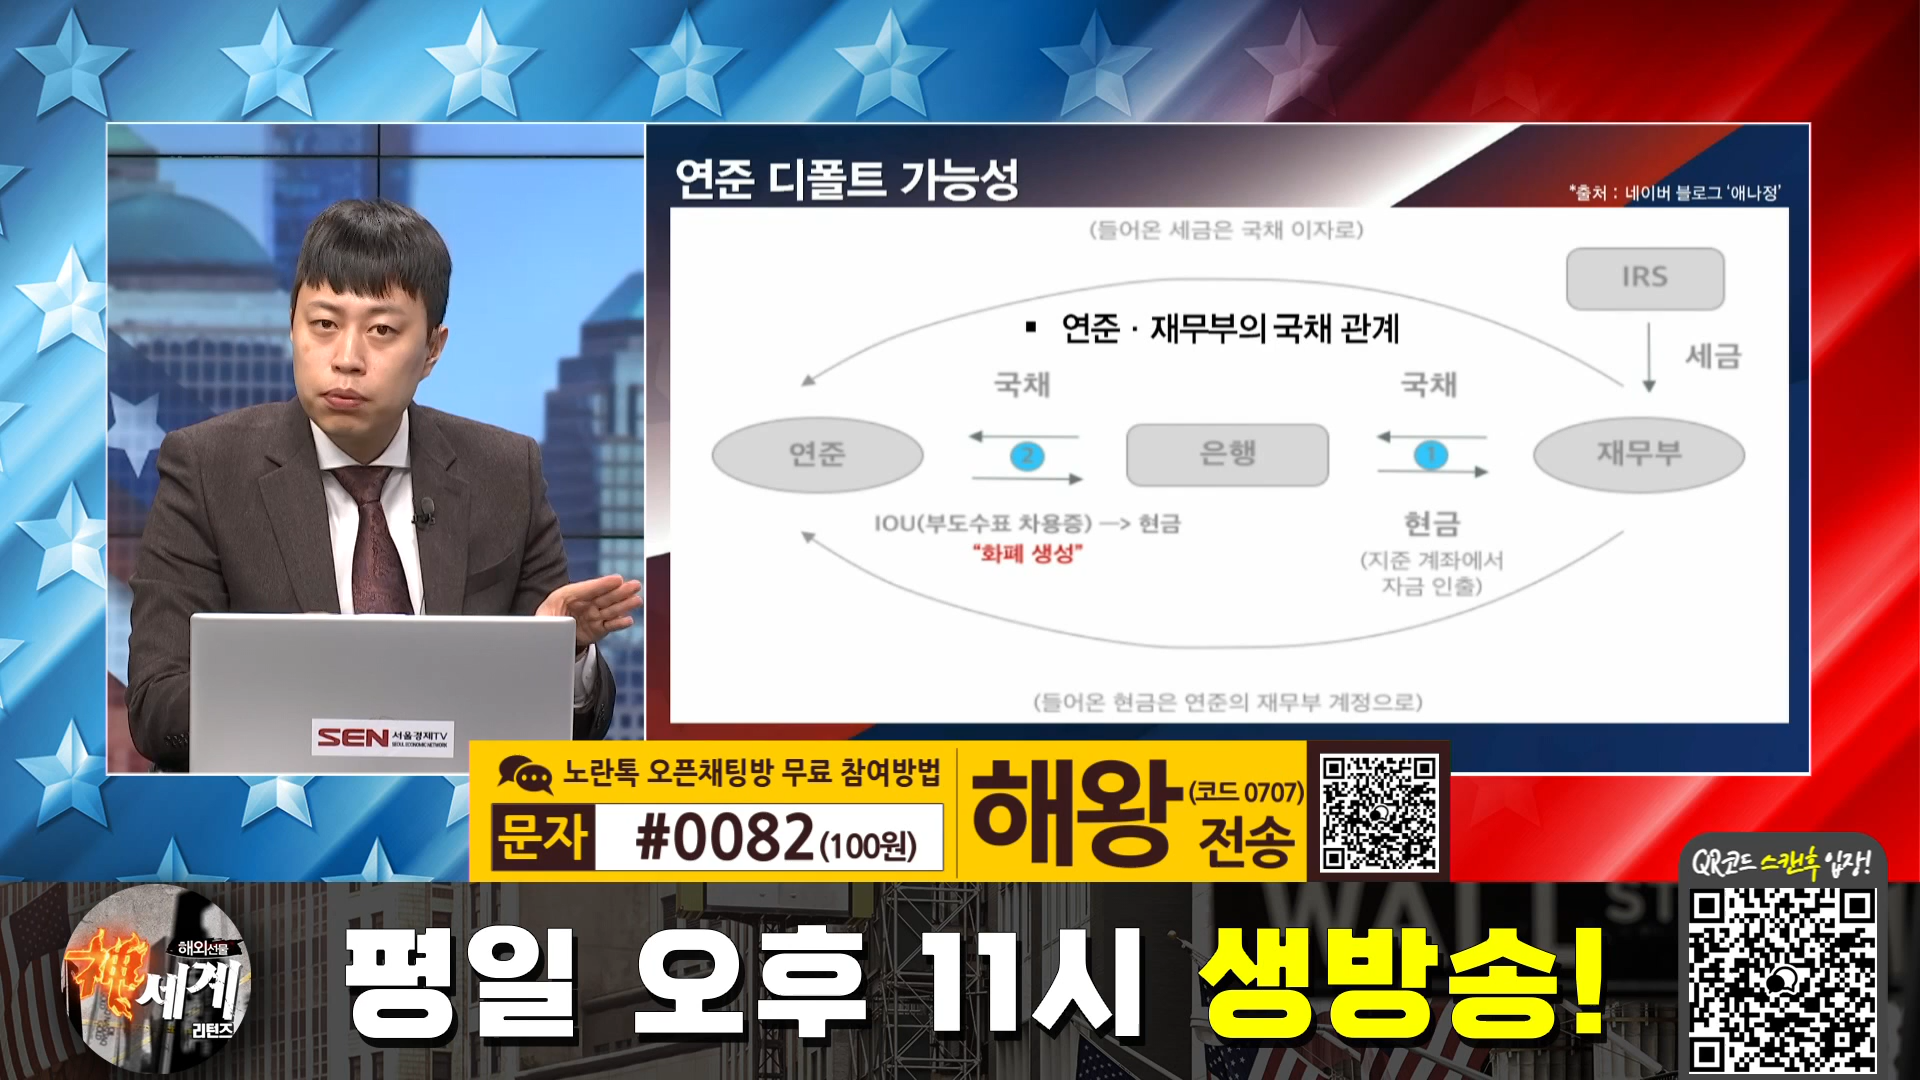 연준 디폴트 가능성
*출처 : 네이버 블로그 ‘애나정’
(들어온 세금은 국채 이자로)
IRS
▪ 연준 · 재무부의 국채 관계
세금
국채
국채
연준
2
은행
1
재무부
IOU(부도수표 차용증) —> 현금
“화폐 생성”
현금
(지준 계좌에서
자금 인출)
(들어온 현금은 연준의 재무부 계정으로)
SEN 서울경제TV
SEOUL ECONOMIC NETWORK
노란톡 오픈채팅방 무료 참여방법
문자 #0082(100원)
해왕 (코드 0707)
전송
QR코드 스캔후 입장!
해외선물
神세계
리턴즈
평일 오후 11시 생방송!
WALL ST